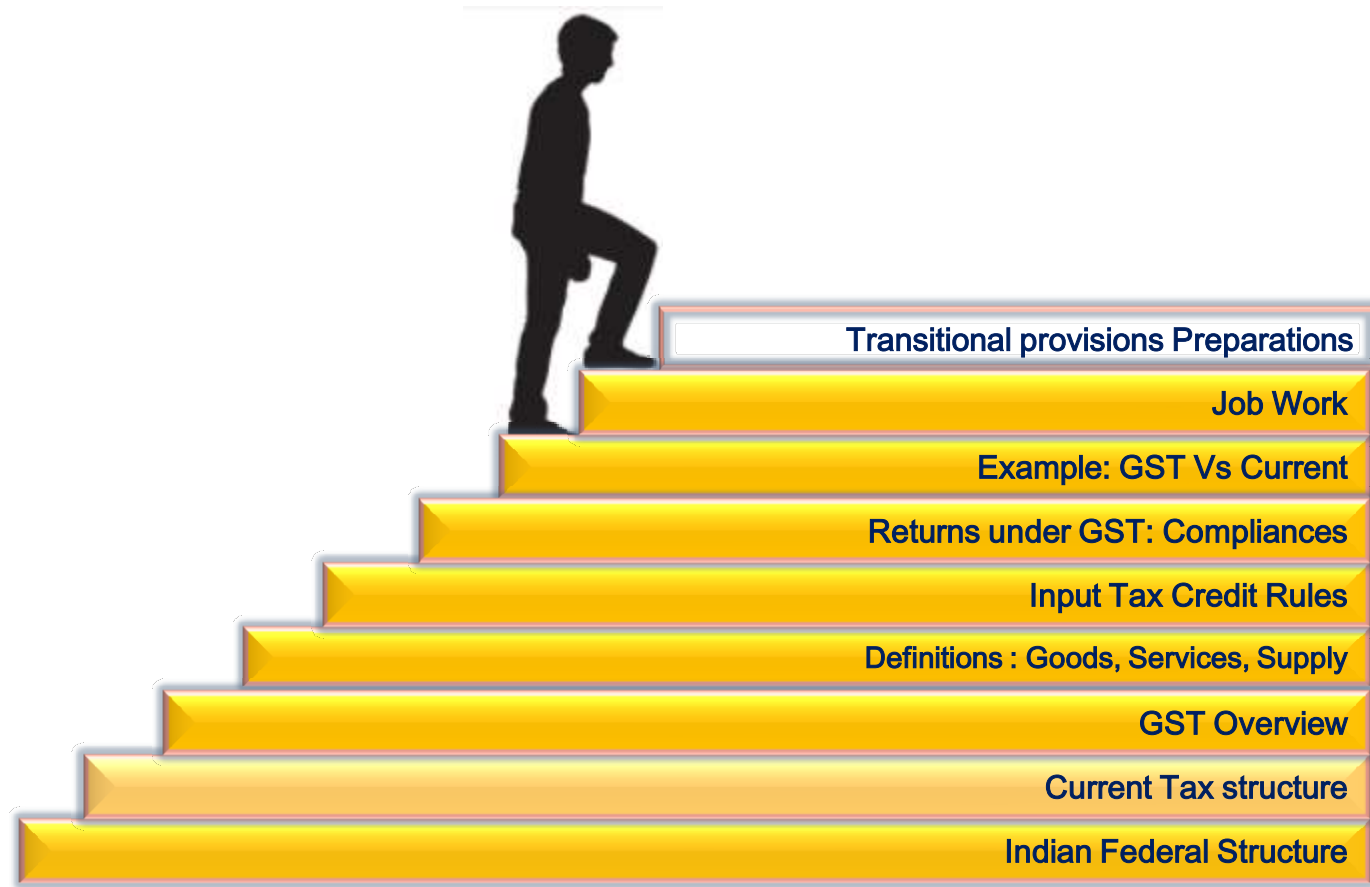 Transitional provisions Preparations
Job Work
Example: GST Vs Current
Returns under GST: Compliances
Input Tax Credit Rules
Definitions : Goods, Services, Supply
GST Overview
Current Tax structure
Indian Federal Structure